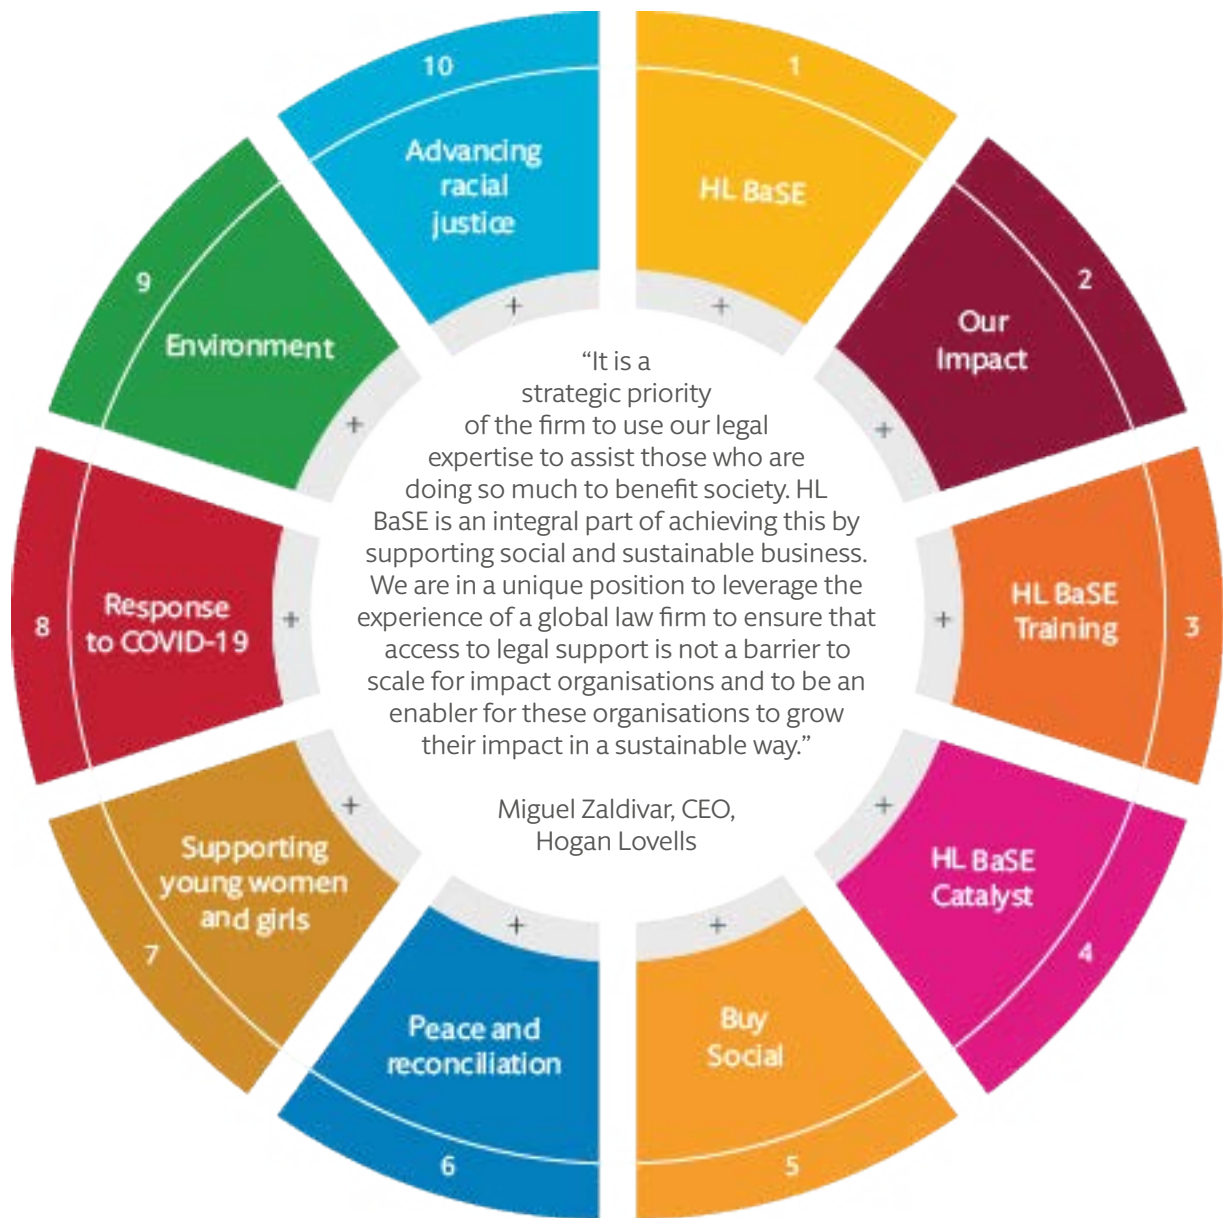 1
HL BaSE
2
Our
Impact
3
HL BaSE
Training
4
HL BaSE
Catalyst
5
Buy
Social
6
Peace and
reconciliation
7
Supporting
young women
and girls
8
Response
to COVID-19
9
Environment
10
Advancing
racial
justice
+
+
+
+
+
+
+
+
+
+
“It is a
strategic priority
of the firm to use our legal
expertise to assist those who are
doing so much to benefit society. HL
BaSE is an integral part of achieving this by
supporting social and sustainable business.
We are in a unique position to leverage the
experience of a global law firm to ensure that
access to legal support is not a barrier to
scale for impact organisations and to be an
enabler for these organisations to grow
their impact in a sustainable way.”
Miguel Zaldivar, CEO,
Hogan Lovells